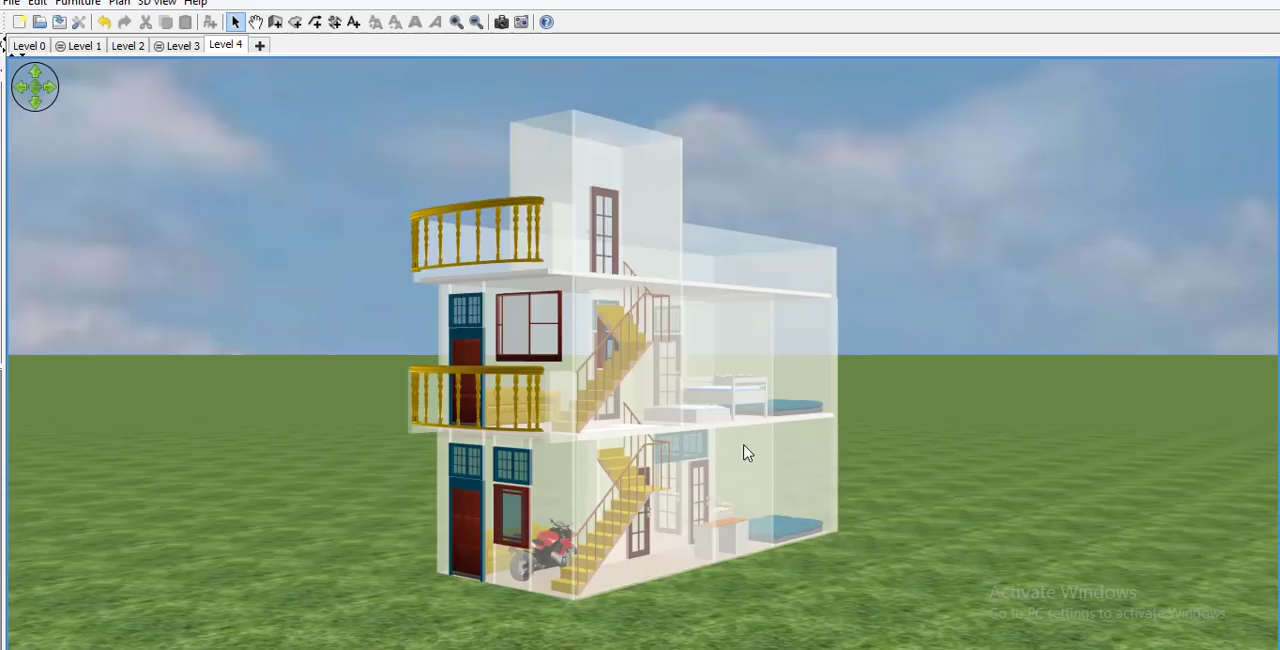 File Edit Furniture Plan 3D view Help
Level 0 Level 1 Level 2 Level 3 Level 4
Activate Windows
Go to PC settings to activate Windows.